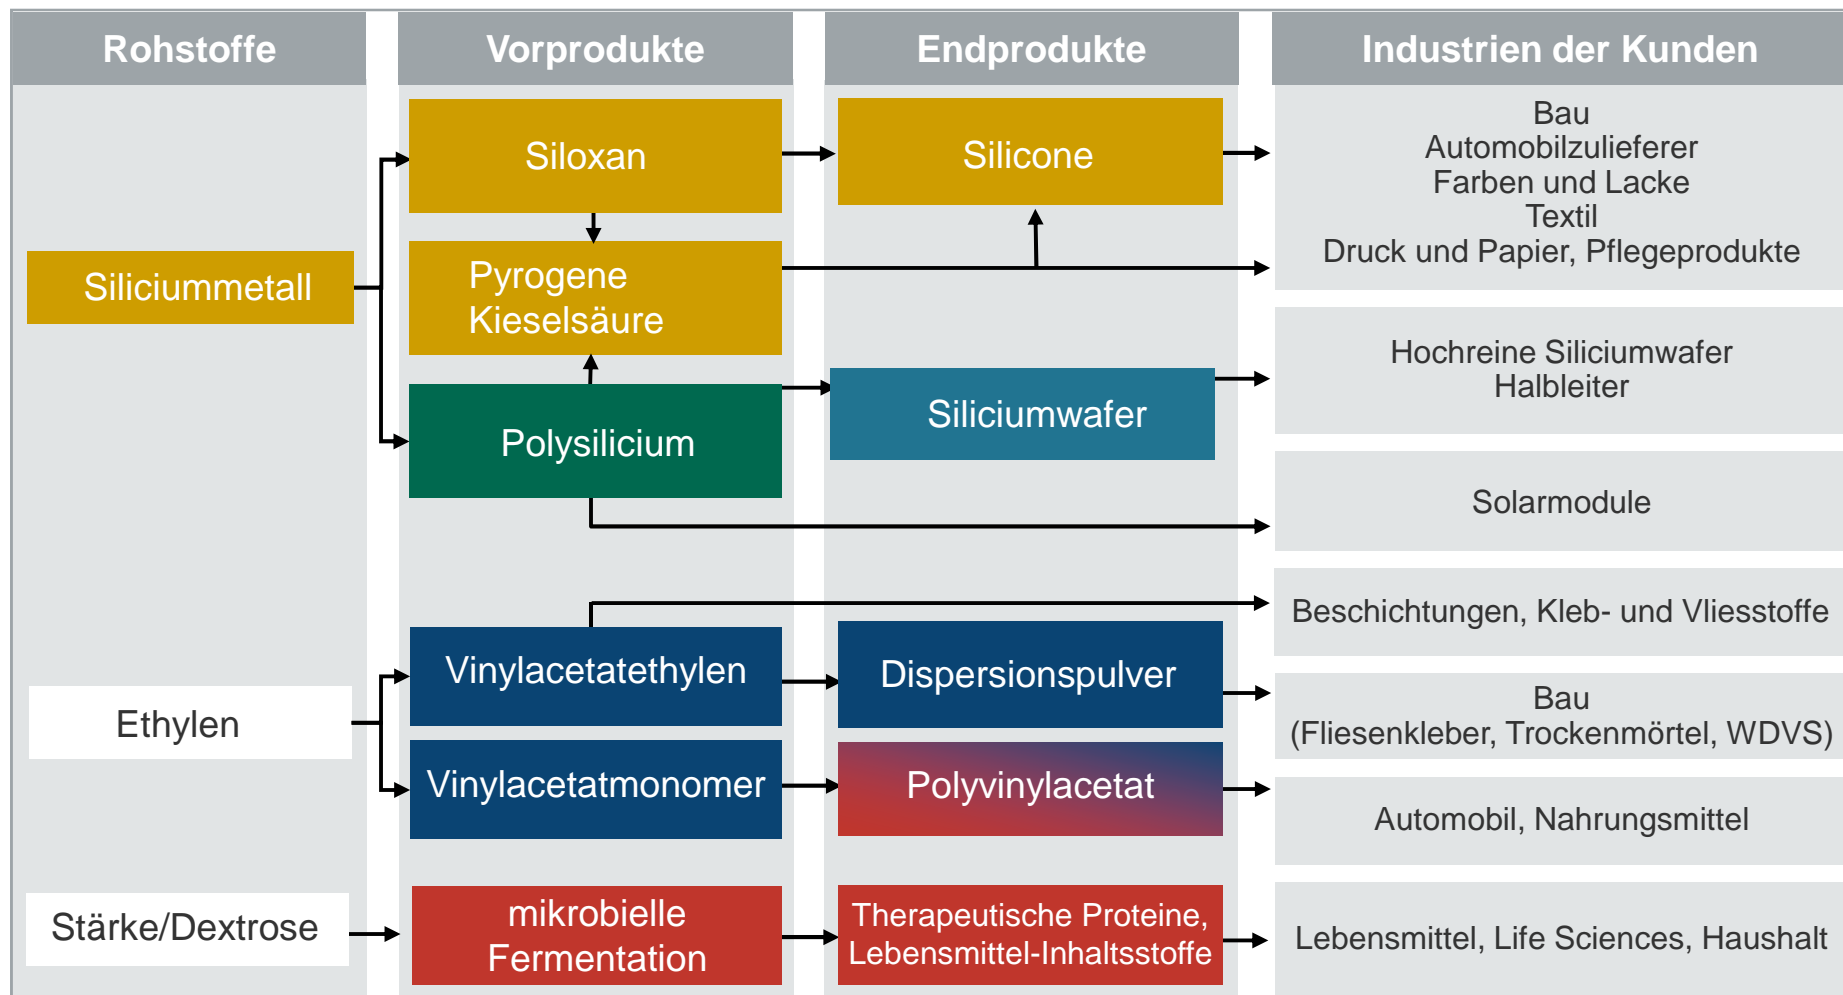 Rohstoffe
Vorprodukte
Endprodukte
Industrien der Kunden
Siliciummetall
Siloxan
Silicone
Bau
Automobilzulieferer
Farben und Lacke
Textil
Druck und Papier, Pflegeprodukte
Pyrogene
Kieselsäure
Polysilicium
Siliciumwafer
Hochreine Siliciumwafer
Halbleiter
Solarmodule
Ethylen
Vinylacetatethylen
Dispersionspulver
Beschichtungen, Kleb- und Vliesstoffe
Bau
(Fliesenkleber, Trockenmörtel, WDVS)
Vinylacetatmonomer
Polyvinylacetat
Automobil, Nahrungsmittel
Stärke/Dextrose
mikrobielle
Fermentation
Therapeutische Proteine,
Lebensmittel-Inhaltsstoffe
Lebensmittel, Life Sciences, Haushalt